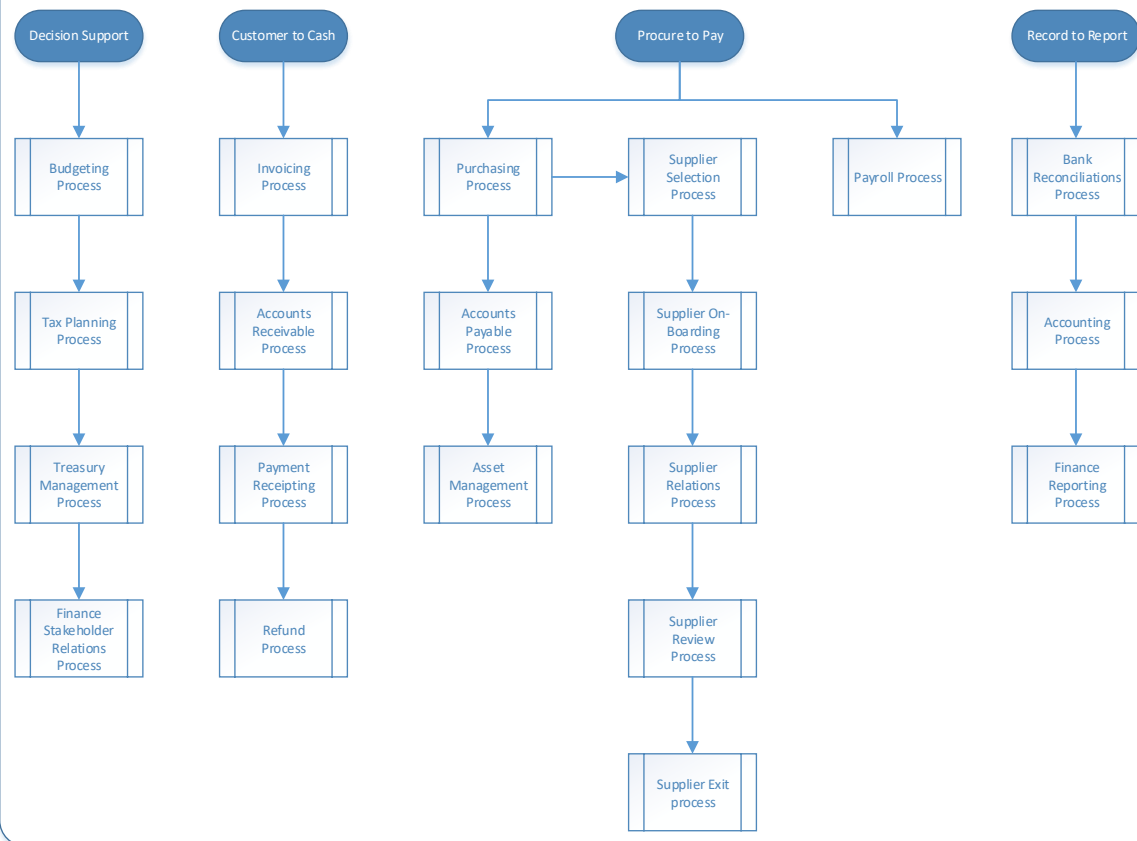 Decision Support
Customer to Cash
Procure to Pay
Record to Report
Budgeting
Process
Invoicing
Process
Purchasing
Process
Supplier
Selection
Process
Payroll Process
Bank
Reconciliations
Process
Tax Planning
Process
Accounts
Receivable
Process
Accounts
Payable
Process
Supplier On-
Boarding
Process
Accounting
Process
Treasury
Management
Process
Payment
Receipting
Process
Asset
Management
Process
Supplier
Relations
Process
Finance
Reporting
Process
Finance
Stakeholder
Relations
Process
Refund
Process
Supplier
Review
Process
Supplier Exit
process